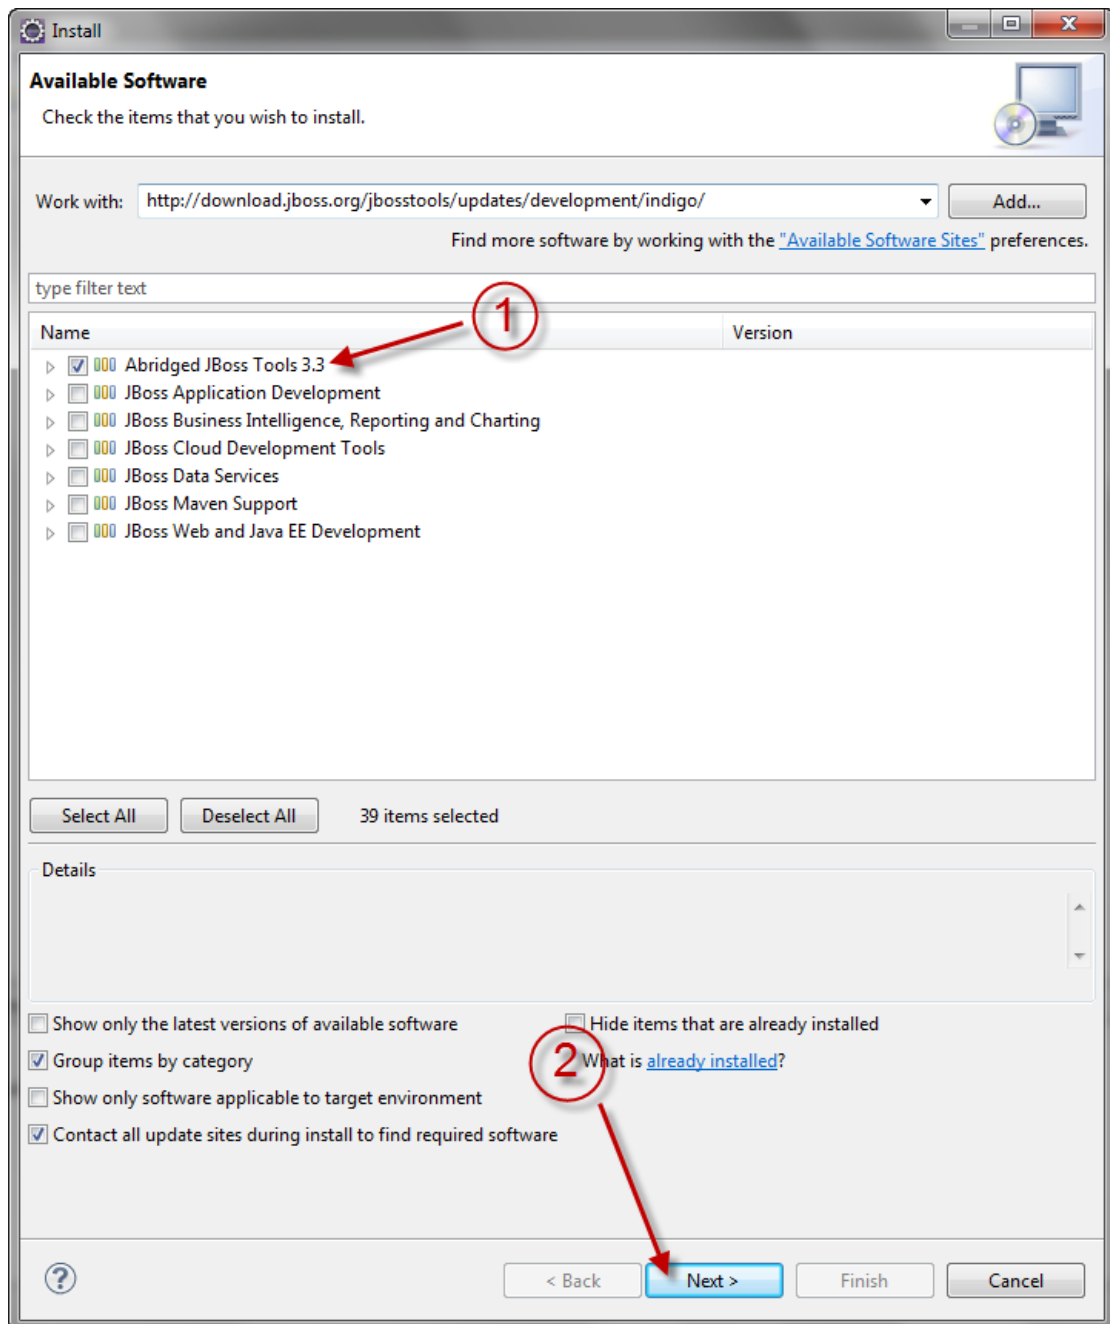 Install
Available Software
Check the items that you wish to install.
Work with: http://download.jboss.org/jbosstools/updates/development/indigo/ Add...
Find more software by working with the "Available Software Sites" preferences.
type filter text
1
Name Version
Abridged JBoss Tools 3.3
JBoss Application Development
JBoss Business Intelligence, Reporting and Charting
JBoss Cloud Development Tools
JBoss Data Services
JBoss Maven Support
JBoss Web and Java EE Development
Select All Deselect All 39 items selected
Details
Show only the latest versions of available software Hide items that are already installed
Group items by category 2 What is already installed?
Show only software applicable to target environment
Contact all update sites during install to find required software
? < Back Next > Finish Cancel